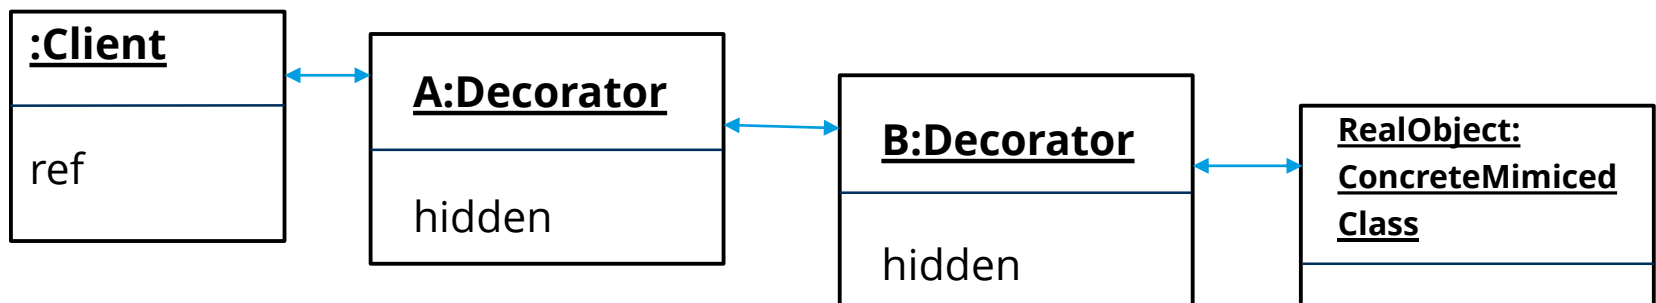 :Client
ref
A:Decorator
hidden
B:Decorator
hidden
RealObject:
ConcreteMimiced
Class